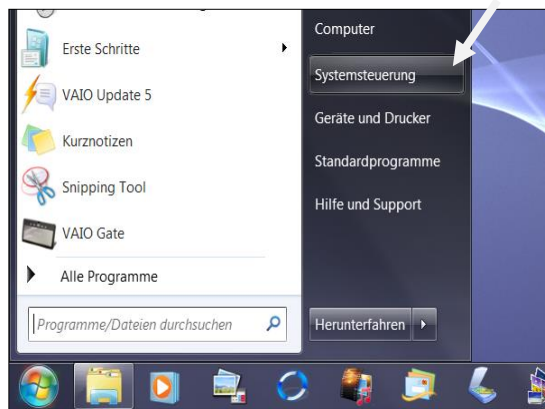 Erste Schritte
VAIO Update 5
Kurznotizen
Snipping Tool
VAIO Gate
Alle Programme
Programme/Dateien durchsuchen
Computer
Systemsteuerung
Geräte und Drucker
Standardprogramme
Hilfe und Support
Herunterfahren